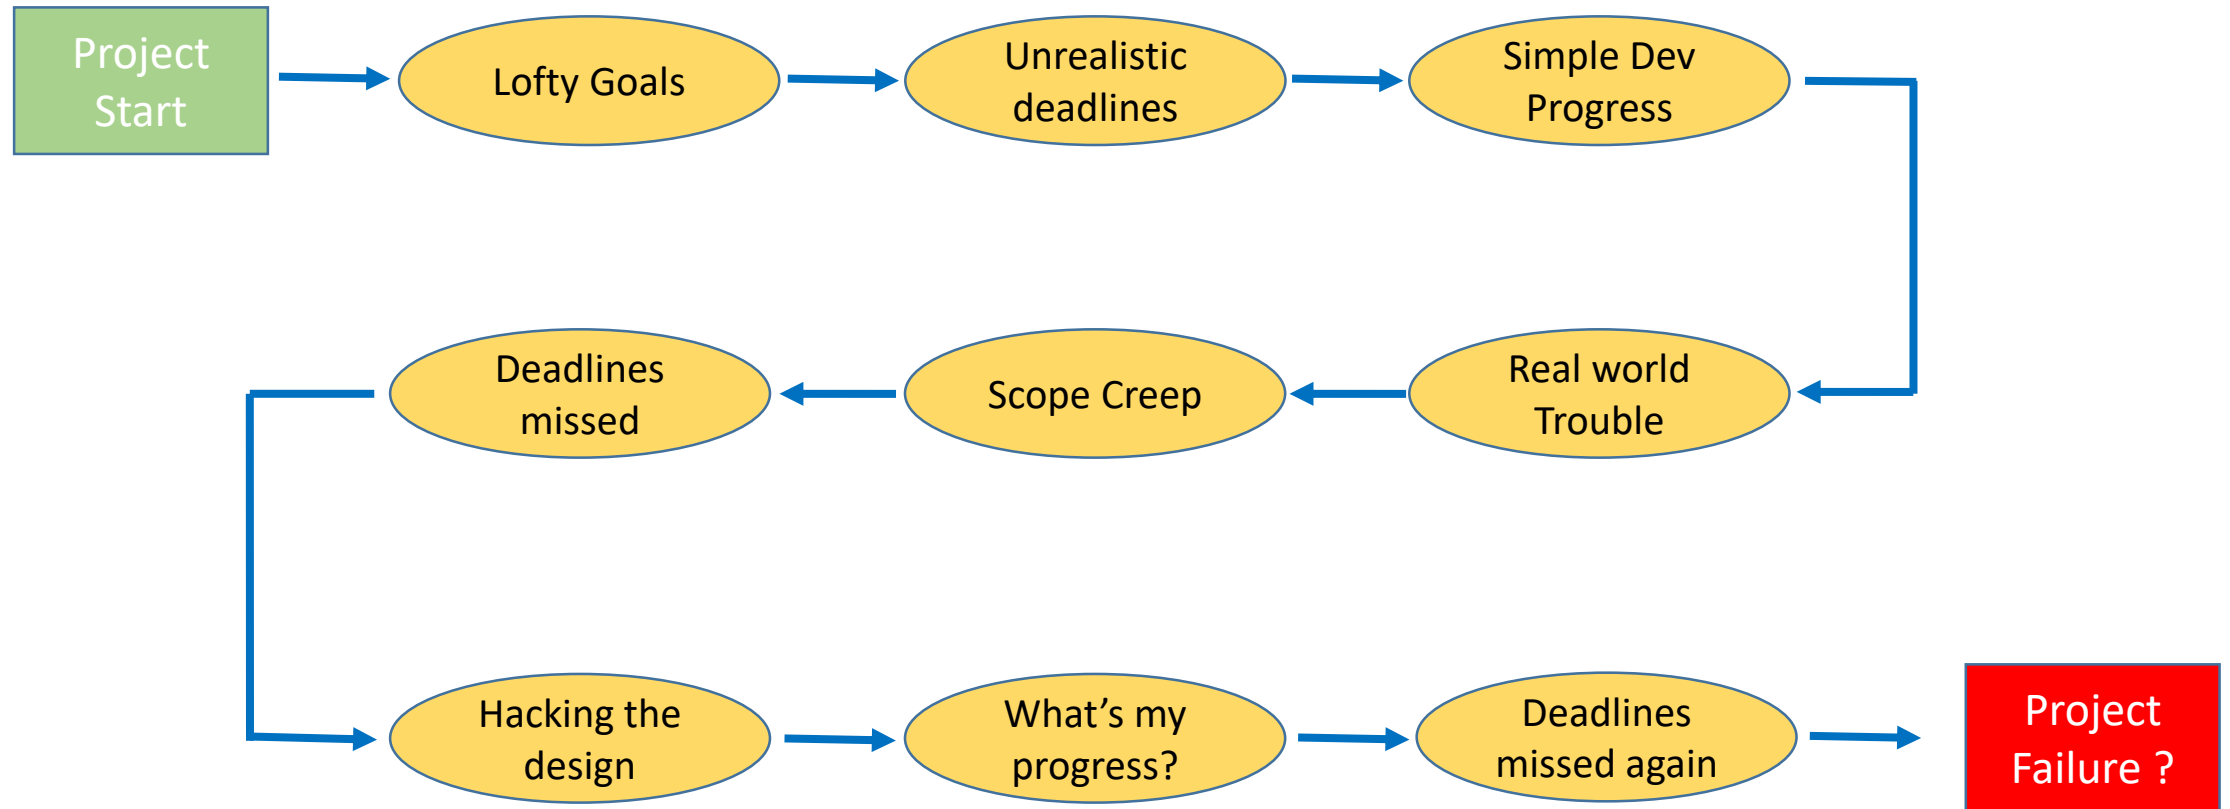 Project
Start
Lofty Goals
Unrealistic
deadlines
Simple Dev
Progress
Real world
Trouble
Scope Creep
Deadlines
missed
Hacking the
design
What’s my
progress?
Deadlines
missed again
Project
Failure ?